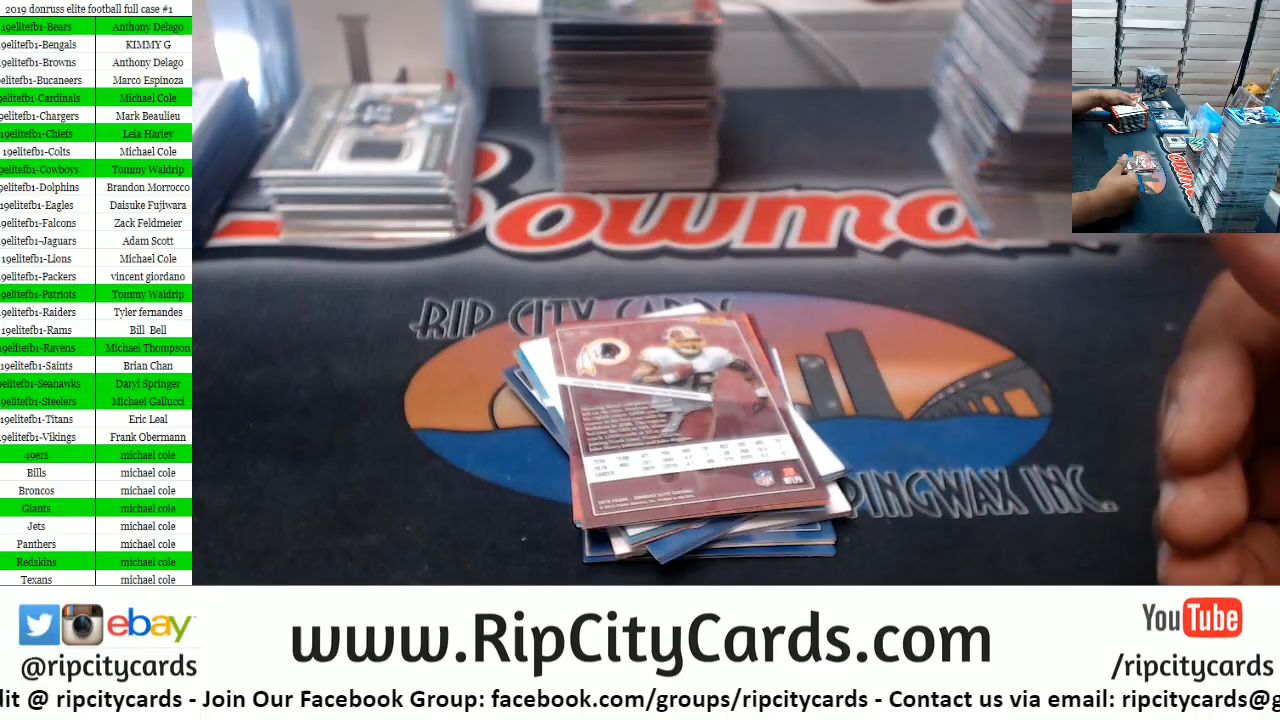 2019 donruss elite football full case #1
19elitefb1-Bears Anthony Delago
19elitefb1-Bengals KIMMY G
19elitefb1-Browns Anthony Delago
elitefb1-Bucaneers Marco Espinoza
elitefb1-Cardinals Michael Cole
elitefb1-Chargers Mark Beaulieu
19elitefb1-Chiefs Leia Harley
19elitefb1-Colts Michael Cole
elitefb1-Cowboys Tommy Waldrip
elitefb1-Dolphins Brandon Morrocco
19elitefb1-Eagles Daisuke Fujiwara
19elitefb1-Falcons Zack Feldmeier
19elitefb1-Jaguars Adam Scott
19elitefb1-Lions Michael Cole
19elitefb1-Packers vincent giordano
19elitefb1-Patriots Tommy Waldrip
19elitefb1-Raiders Tyler fernandes
19elitefb1-Rams Bill Bell
19elitefb1-Ravens Michael Thompson
19elitefb1-Saints Brian Chan
elitefb1-Seahawks Daryl Springer
19elitefb1-Steelers Michael Gallucci
19elitefb1-Titans Eric Leal
19elitefb1-Vikings Frank Obermann
49ers michael cole
Bills michael cole
Broncos michael cole
Giants michael cole
Jets michael cole
Panthers michael cole
Redskins michael cole
Texans michael cole
Bowma
RIP CITY CARDS
PINGWAX INC.
ebay
@ripcitycards
www.RipCityCards.com
YouTube
/ripcitycards
dit @ ripcitycards - Join Our Facebook Group: facebook.com/groups/ripcitycards - Contact us via email: ripcitycards@g